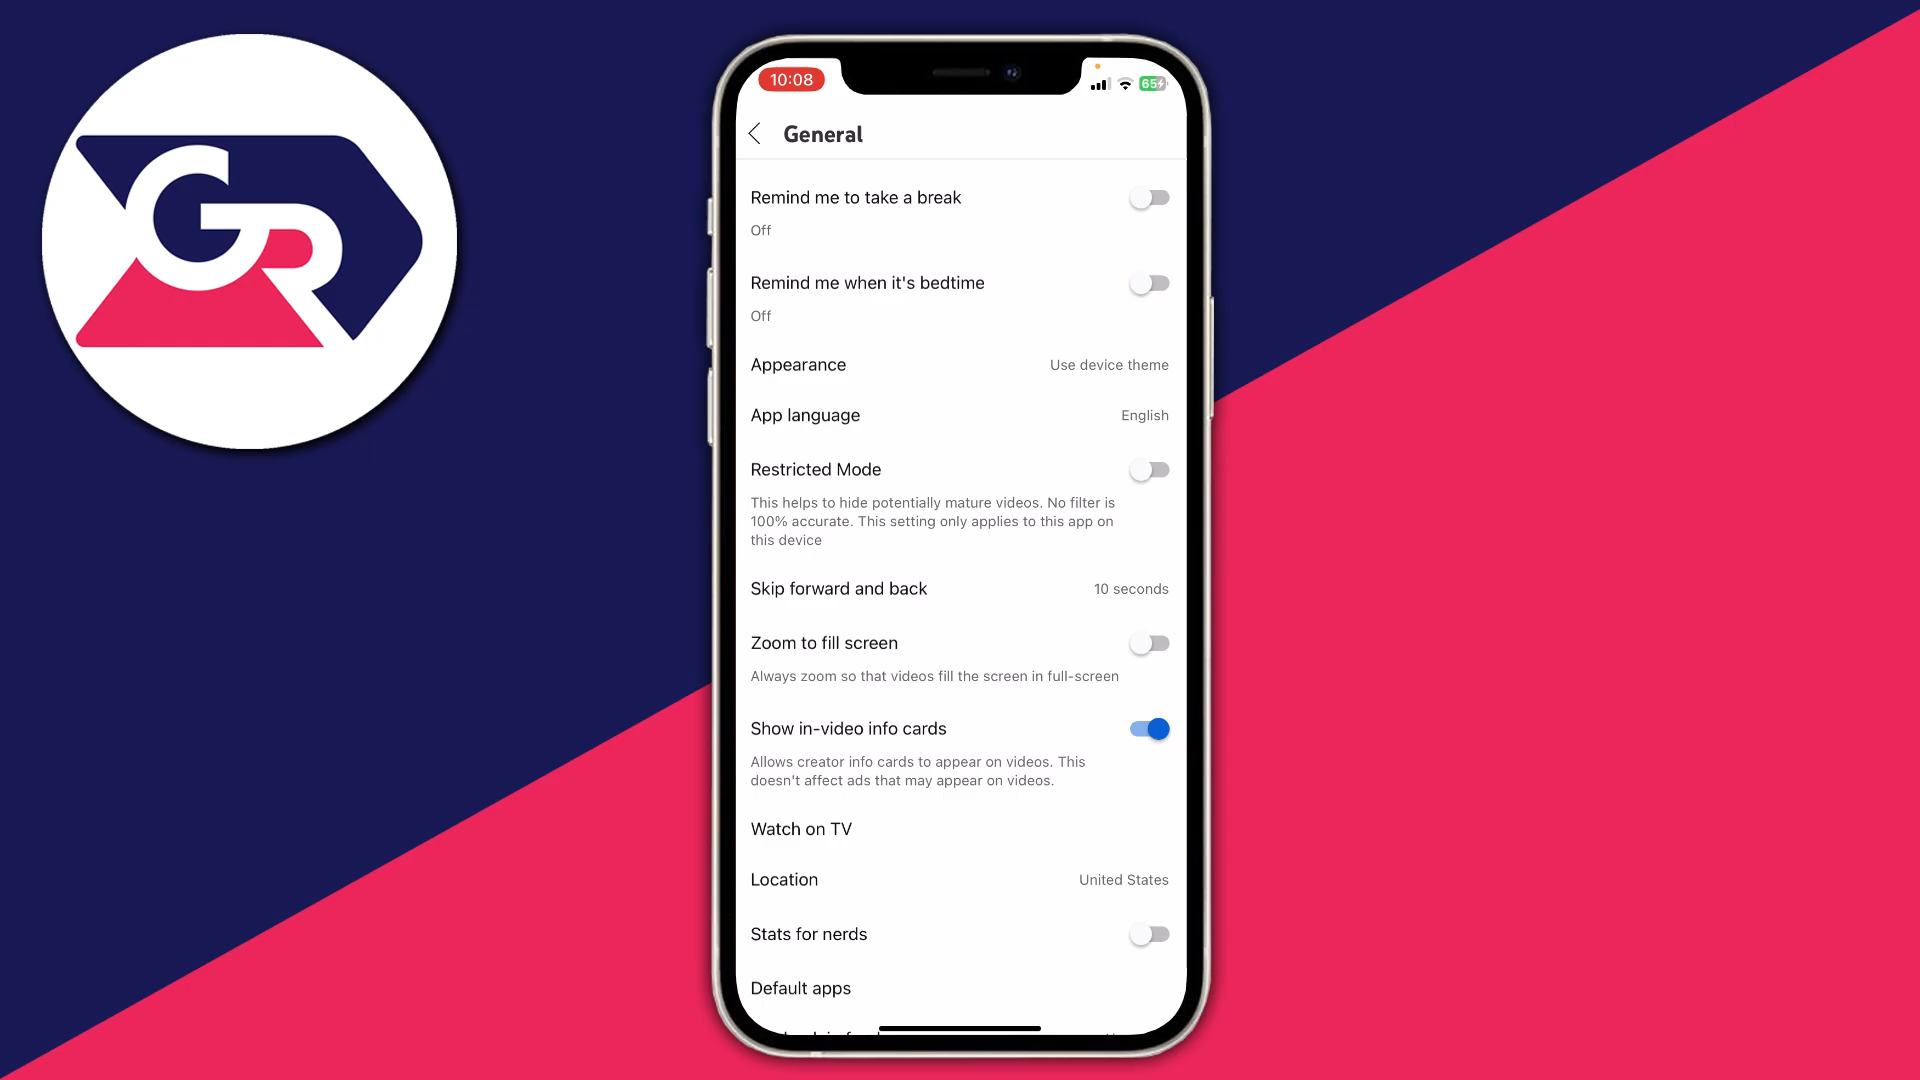 GR
10:08
65
General
Remind me to take a break
Off
Remind me when it's bedtime
Off
Appearance
Use device theme
App language
English
Restricted Mode
This helps to hide potentially mature videos. No filter is
100% accurate. This setting only applies to this app on
this device
Skip forward and back
10 seconds
Zoom to fill screen
Always zoom so that videos fill the screen in full-screen
Show in-video info cards
Allows creator info cards to appear on videos. This
doesn't affect ads that may appear on videos.
Watch on TV
Location
United States
Stats for nerds
Default apps